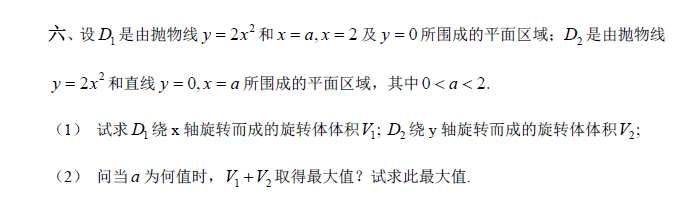 六、设 D₁ 是由抛物线 y = 2x² 和 x = a, x = 2 及 y = 0 所围成的平面区域；D₂ 是由抛物线
y = 2x² 和直线 y = 0, x = a 所围成的平面区域，其中 0 < a < 2.
（1） 试求 D₁ 绕 x 轴旋转而成的旋转体体积 V₁; D₂ 绕 y 轴旋转而成的旋转体体积 V₂;
（2） 问当 a 为何值时，V₁ + V₂ 取得最大值？试求此最大值.